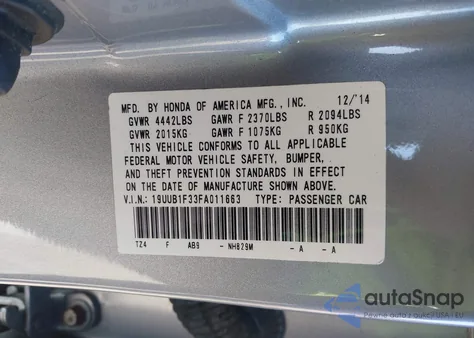 MFD. BY HONDA OF AMERICA MFG., INC. 12/'14
GVWR 4442LBS GAWR F 2370LBS R 2094LBS
GVWR 2015KG GAWR F 1075KG R 950KG
THIS VEHICLE CONFORMS TO ALL APPLICABLE
FEDERAL MOTOR VEHICLE SAFETY, BUMPER,
AND THEFT PREVENTION STANDARDS IN EFFECT
ON THE DATE OF MANUFACTURE SHOWN ABOVE.
V.I.N.: 19UUB1F33FA011663 TYPE: PASSENGER CAR
TZ4 F AB9 -NH829M -A -A
autoSnap